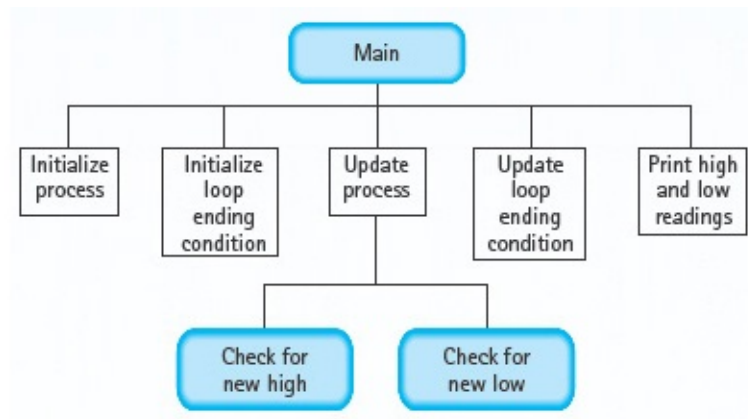 Main
Initialize
process
Initialize
loop
ending
condition
Update
process
Update
loop
ending
condition
Print high
and low
readings
Check for
new high
Check for
new low